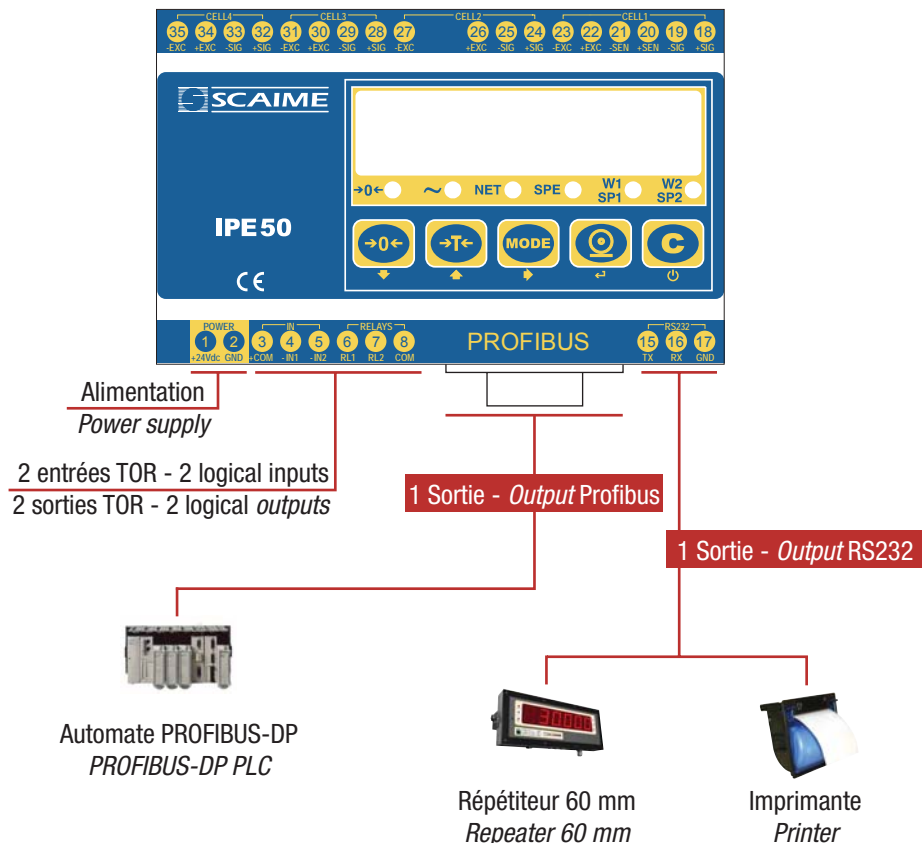 CELL4 CELL3 CELL2 CELL1
35 34 33 32 31 30 29 28 27 26 25 24 23 22 21 20 19 18
-EXC +EXC -SIG +SIG -EXC +EXC -SIG +SIG -EXC +EXC -SIG +SIG -EXC +EXC -SEN +SEN -SIG +SIG
S SCAIME
→0← ~ NET SPE W1 W2
SP1 SP2
IPE50
→0← →T← MODE C
CE
POWER IN RELAYS PROFIBUS RS232
1 2 3 4 5 6 7 8 15 16 17
+24Vdc GND +COM -IN1 -IN2 RL1 RL2 COM TX RX GND
Alimentation
Power supply
2 entrées TOR - 2 logical inputs
2 sorties TOR - 2 logical outputs
1 Sortie - Output Profibus
1 Sortie - Output RS232
30000
Automate PROFIBUS-DP
PROFIBUS-DP PLC
Répétiteur 60 mm
Repeater 60 mm
Imprimante
Printer